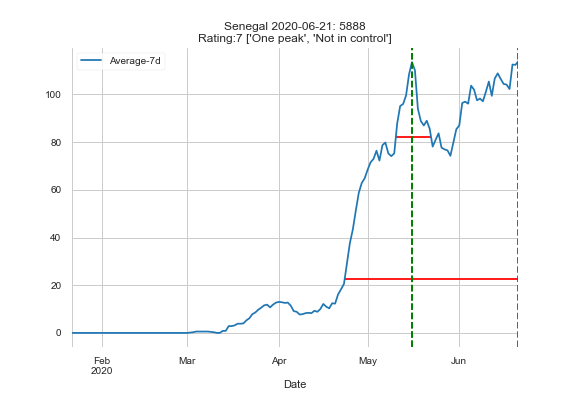 Senegal 2020-06-21: 5888
Rating:7 ['One peak', 'Not in control']
Average-7d
100
80
60
40
20
0
Feb
2020
Mar
Apr
May
Jun
Date